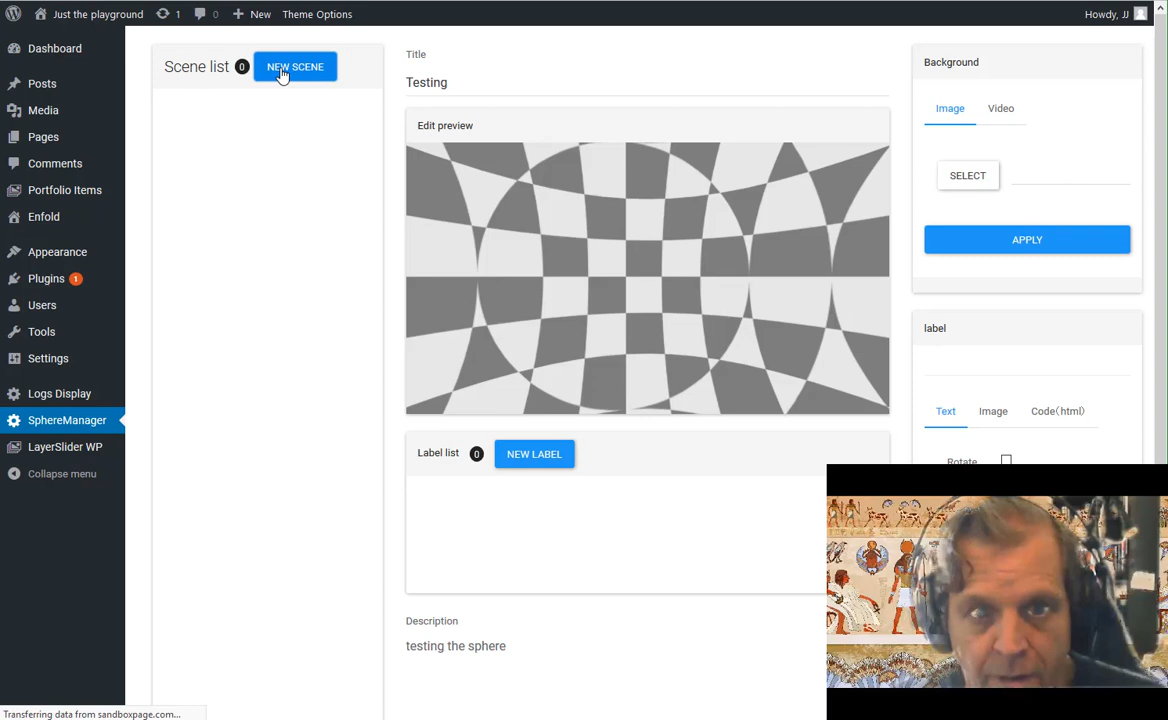 Just the playground 1 0 New Theme Options Howdy, JJ
Dashboard
Posts
Media
Pages
Comments
Portfolio Items
Enfold
Appearance
Plugins 1
Users
Tools
Settings
Logs Display
SphereManager
LayerSlider WP
Collapse menu
Scene list 0 NEW SCENE
Title
Testing
Edit preview
Label list 0 NEW LABEL
Description
testing the sphere
Background
Image Video
SELECT
APPLY
label
Text Image Code(html)
Rotate
Transferring data from sandboxpage.com...